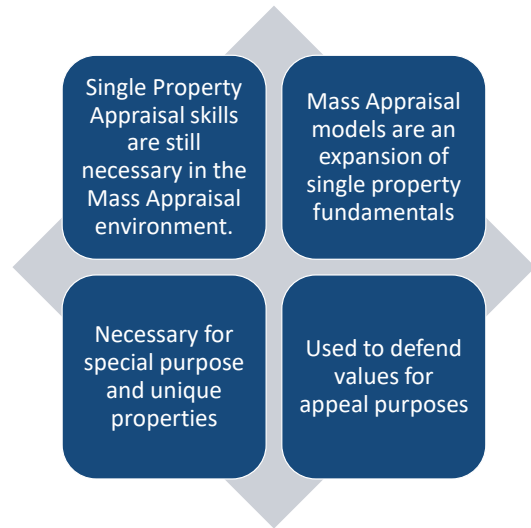 Single Property
Appraisal skills
are still
necessary in the
Mass Appraisal
environment.
Mass Appraisal
models are an
expansion of
single property
fundamentals
Necessary for
special purpose
and unique
properties
Used to defend
values for
appeal purposes